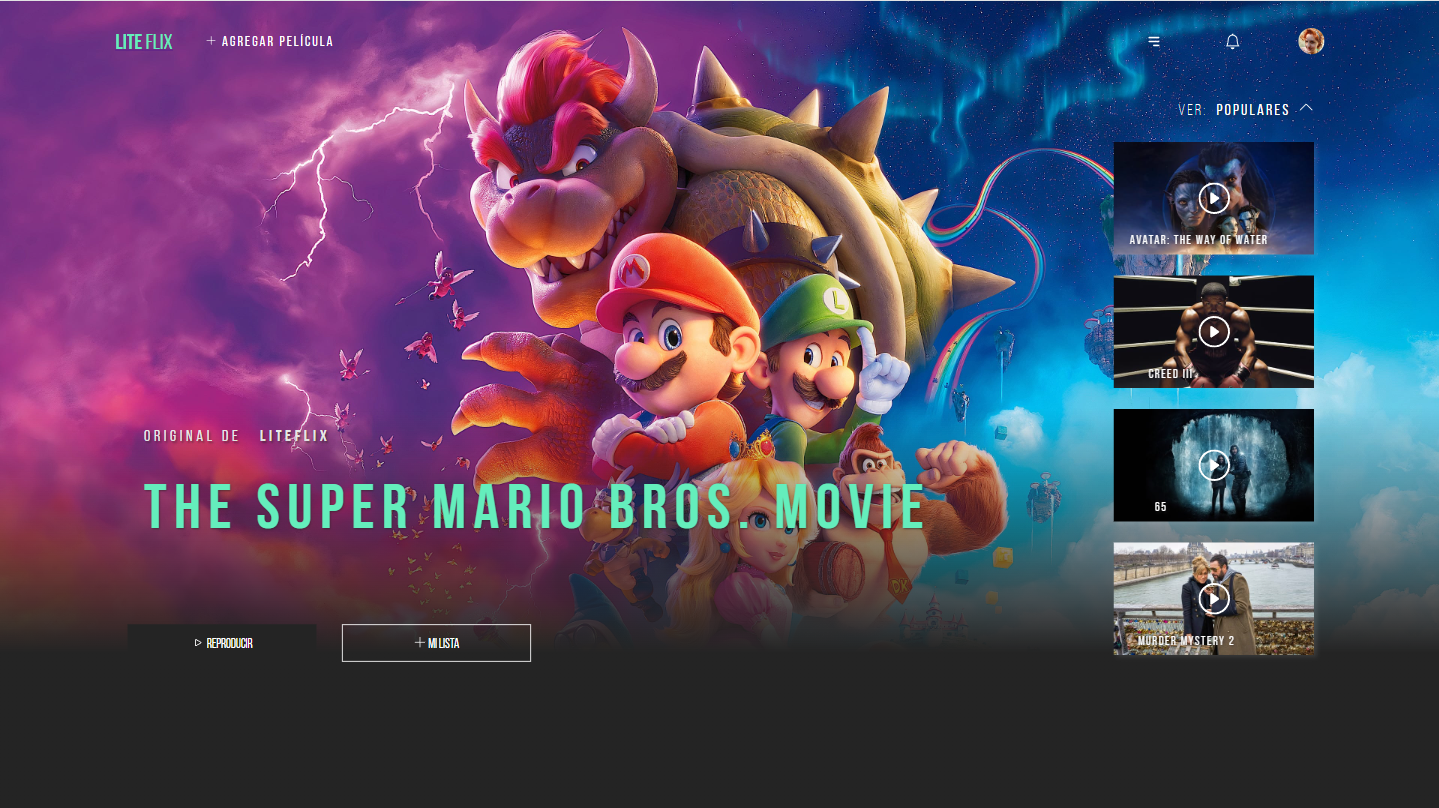 LITE FLIX
+ AGREGAR PELÍCULA
VER: POPULARES
AVATAR: THE WAY OF WATER
CREED III
ORIGINAL DE LITEFLIX
THE SUPER MARIO BROS. MOVIE
65
REPRODUCIR
+ MI LISTA
MURDER MYSTERY 2
M
L
DK